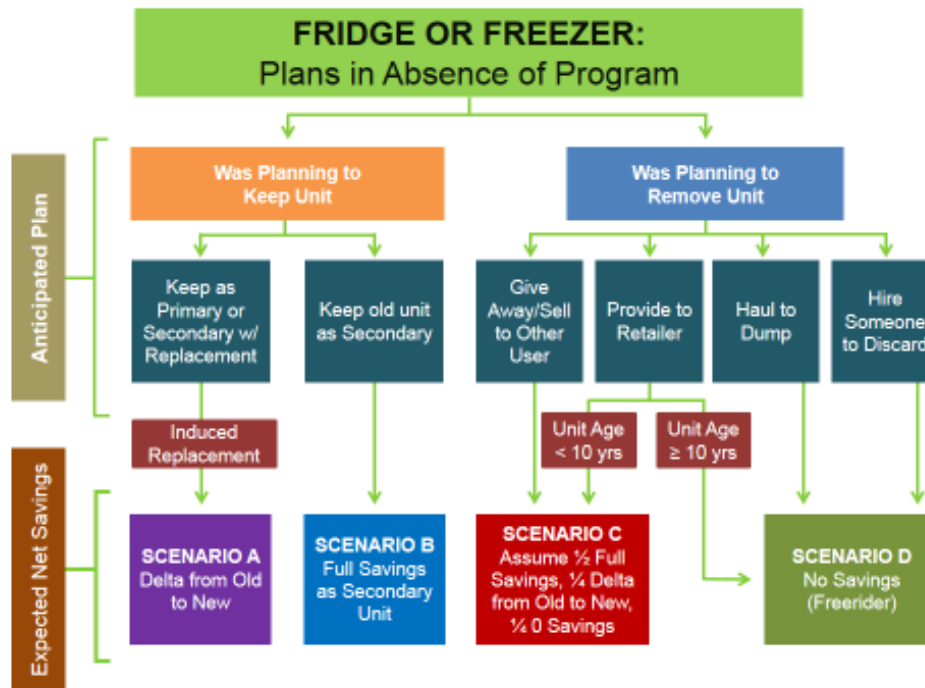 FRIDGE OR FREEZER:
Plans in Absence of Program
Anticipated Plan
Was Planning to
Keep Unit
Was Planning to
Remove Unit
Keep as
Primary or
Secondary w/
Replacement
Keep old unit
as Secondary
Give
Away/Sell
to Other
User
Provide to
Retailer
Haul to
Dump
Hire
Someone
to Discard
Induced
Replacement
Unit Age
< 10 yrs
Unit Age
≥ 10 yrs
Expected Net Savings
SCENARIO A
Delta from Old
to New
SCENARIO B
Full Savings
as Secondary
Unit
SCENARIO C
Assume ½ Full
Savings, ¼ Delta
from Old to New,
¼ 0 Savings
SCENARIO D
No Savings
(Freerider)